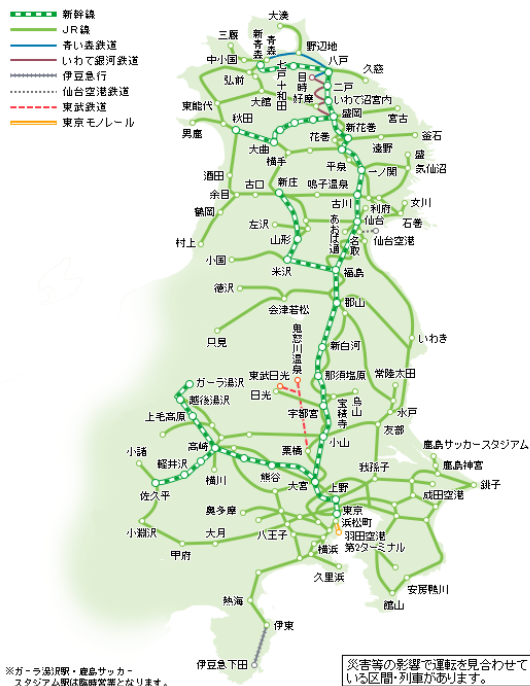 新幹線
JR線
青い森鉄道
いわて銀河鉄道
伊豆急行
仙台空港鉄道
東武鉄道
東京モノレール
大湊
三厩
青森
新青森
野辺地
中小国
八戸
久慈
弘前
七戸十和田
目時
二戸
好摩
いわて沼宮内
大館
東能代
盛岡
宮古
秋田
新花巻
男鹿
花巻
釜石
大曲
遠野
横手
盛
平泉
一ノ関
気仙沼
酒田
古口
新庄
鳴子温泉
余目
古川
利府
女川
鶴岡
左沢
あおば通
仙台
石巻
村上
山形
名取
仙台空港
小国
米沢
福島
徳沢
会津若松
郡山
鬼怒川温泉
只見
新白河
いわき
東武日光
那須塩原
常陸太田
ガーラ湯沢
日光
烏山
越後湯沢
宇都宮
宝積寺
水戸
上毛高原
友部
小山
高崎
栗橋
小諸
鹿島サッカースタジアム
軽井沢
我孫子
鹿島神宮
横川
熊谷
大宮
上野
佐久平
成田空港
銚子
奥多摩
東京
浜松町
小淵沢
大月
八王子
羽田空港
第2ターミナル
甲府
横浜
久里浜
安房鴨川
熱海
館山
伊東
伊豆急下田
※ガーラ湯沢駅・鹿島サッカー
スタジアム駅は臨時営業となります。
※害等の影響で運転を見合わせて
いる区間・列車があります。